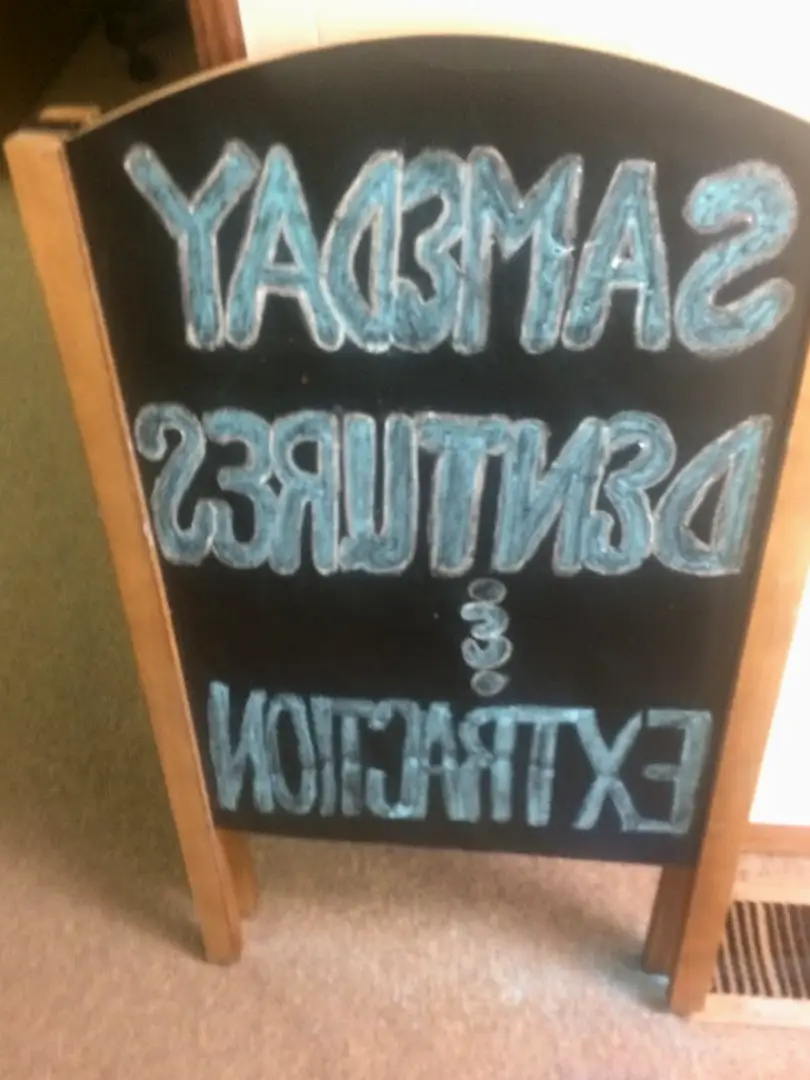 SAMEDAY
DENTURES
&
EXTRACTION